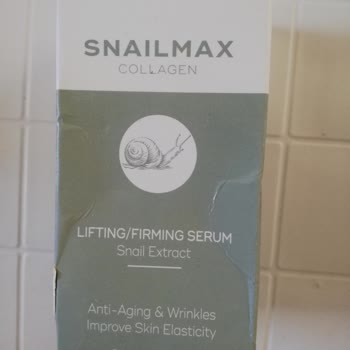 SNAILMAX
COLLAGEN
LIFTING/FIRMING SERUM
Snail Extract
Anti-Aging & Wrinkles
Improve Skin Elasticity